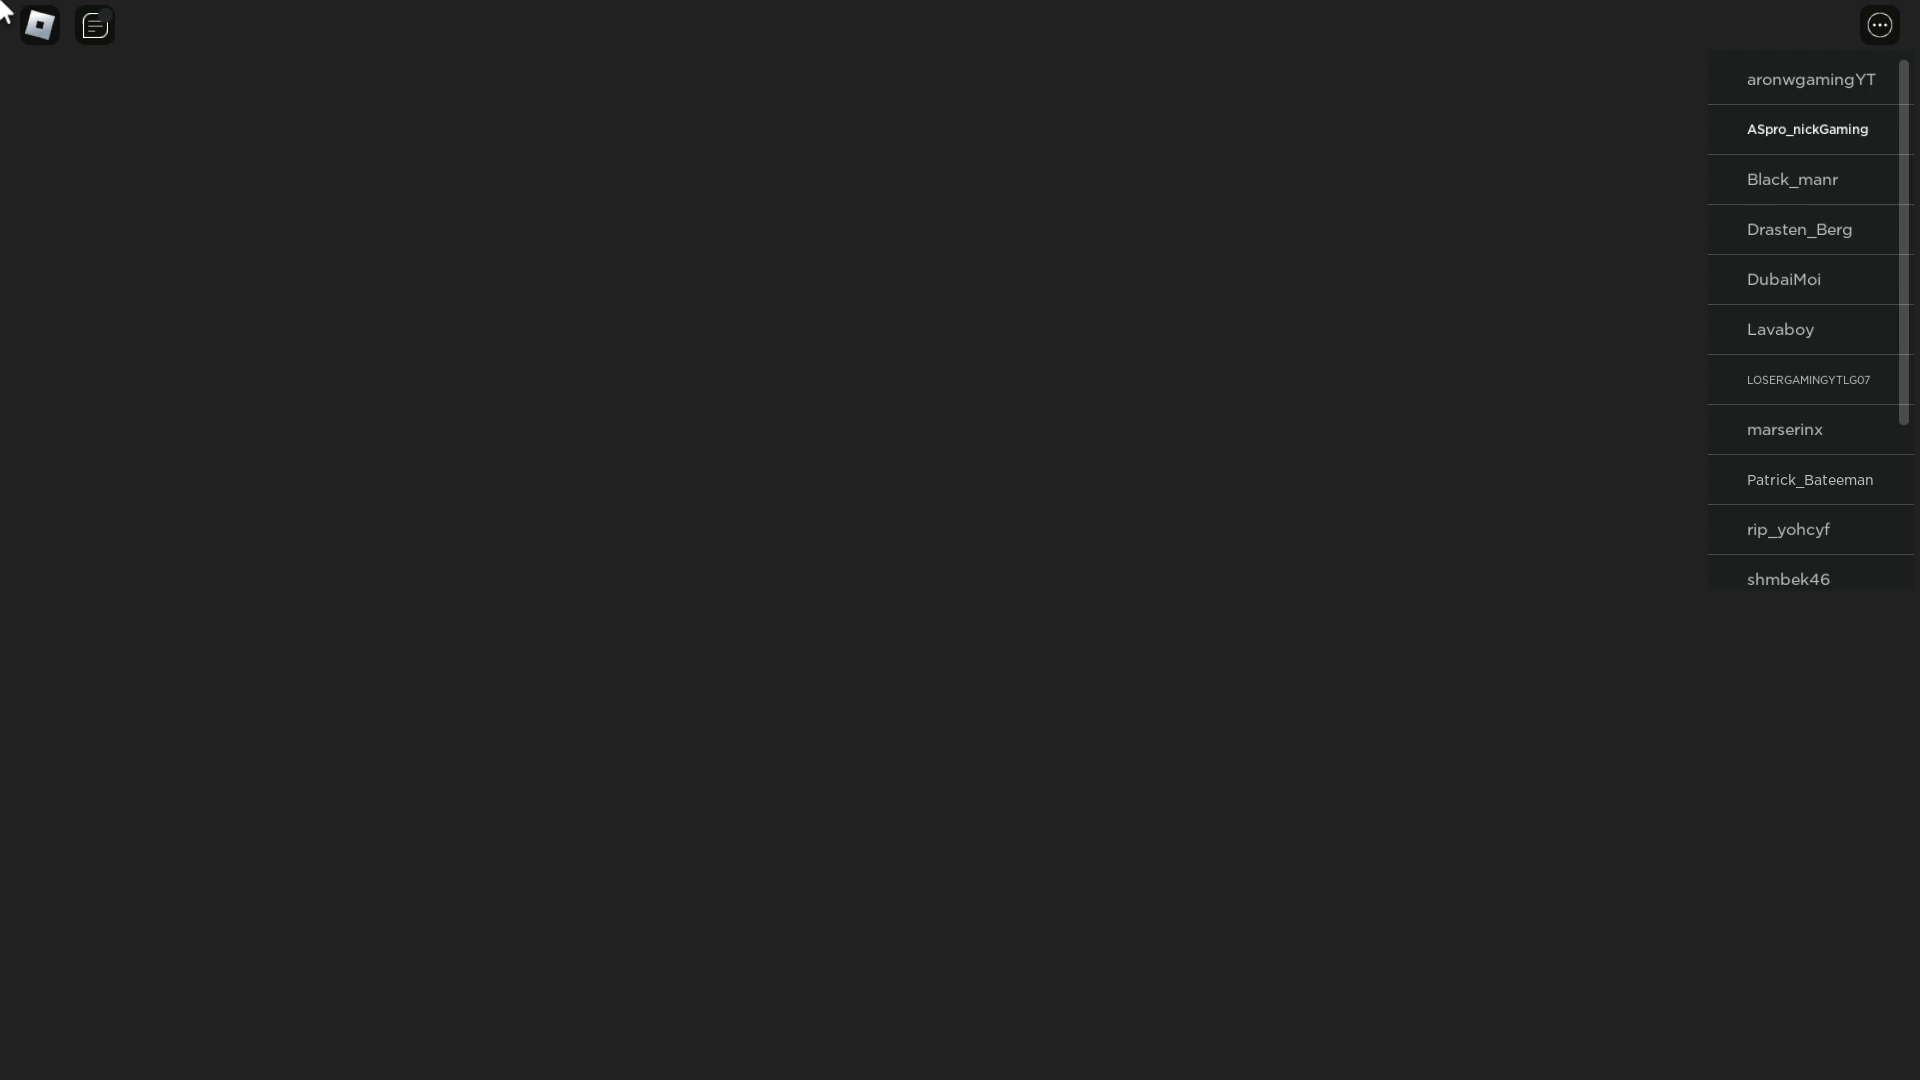 aronwgamingYT
ASpro_nickGaming
Black_manr
Drasten_Berg
DubaiMoi
Lavaboy
LOSERGAMINGYTLG07
marserinx
Patrick_Bateeman
rip_yohcyf
shmbek46